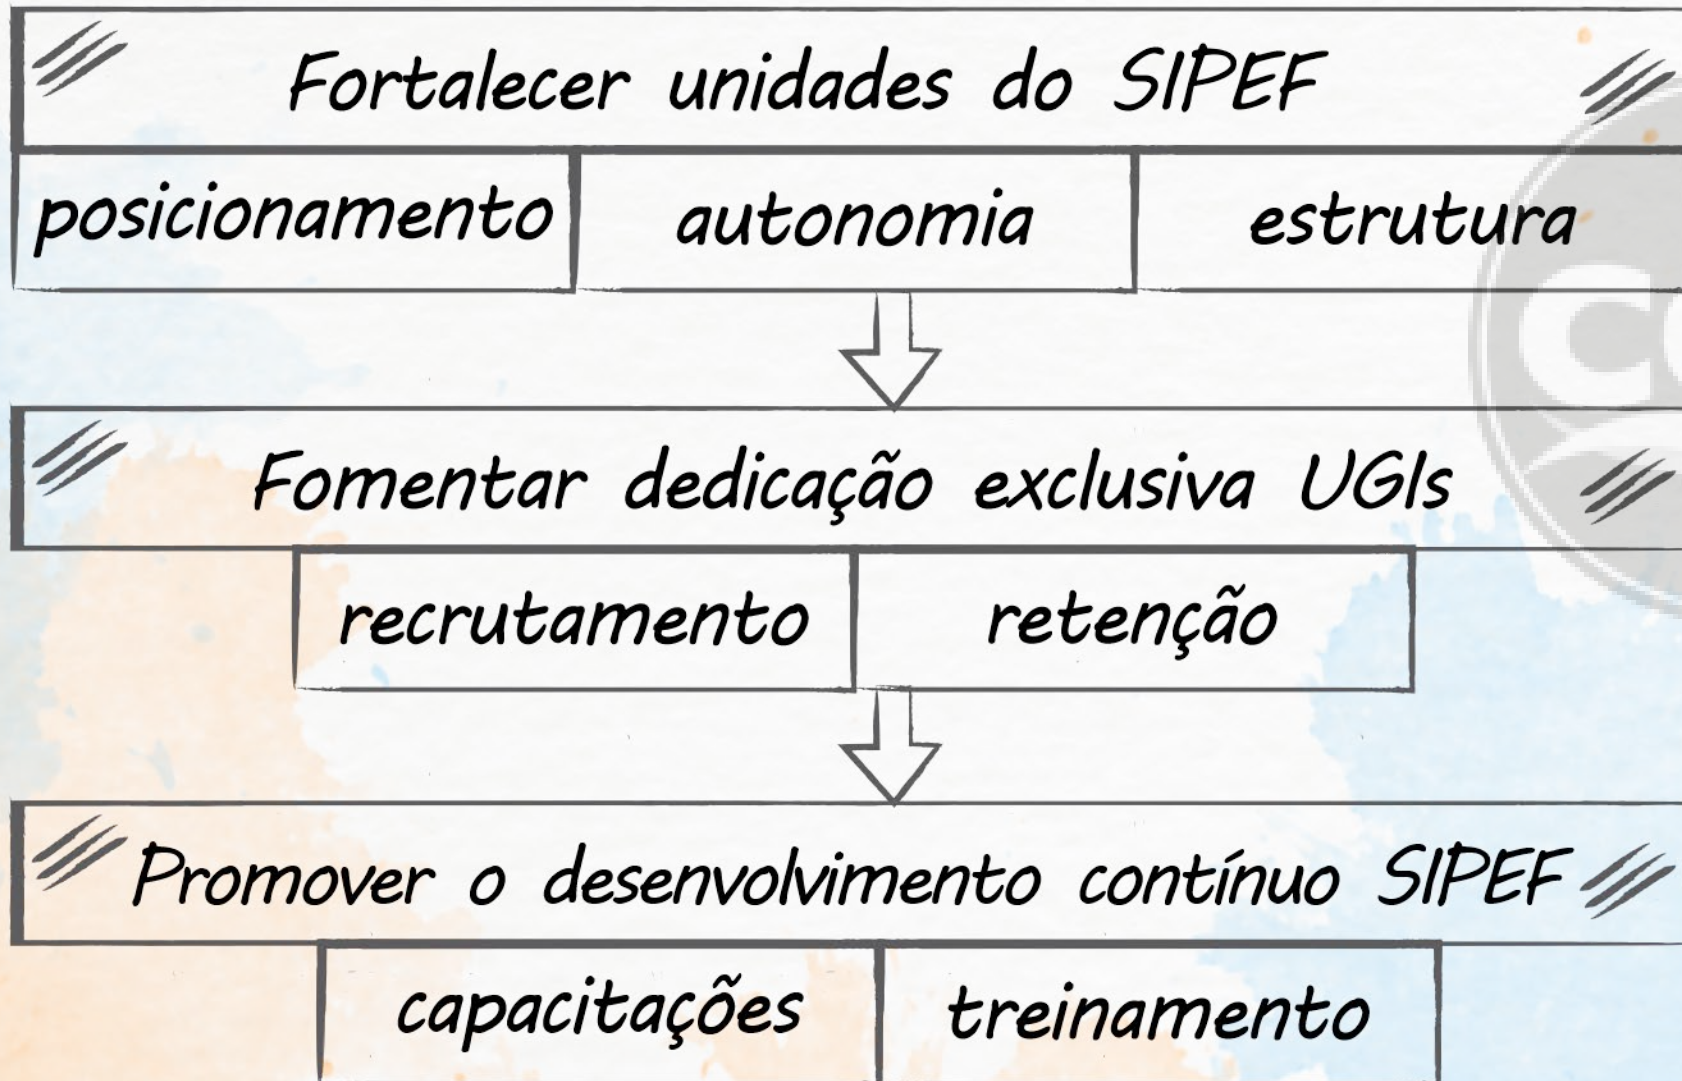 Fortalecer unidades do SIPEF
posicionamento autonomia estrutura
Fomentar dedicação exclusiva UGIs
recrutamento retenção
Promover o desenvolvimento contínuo SIPEF
capacitações treinamento